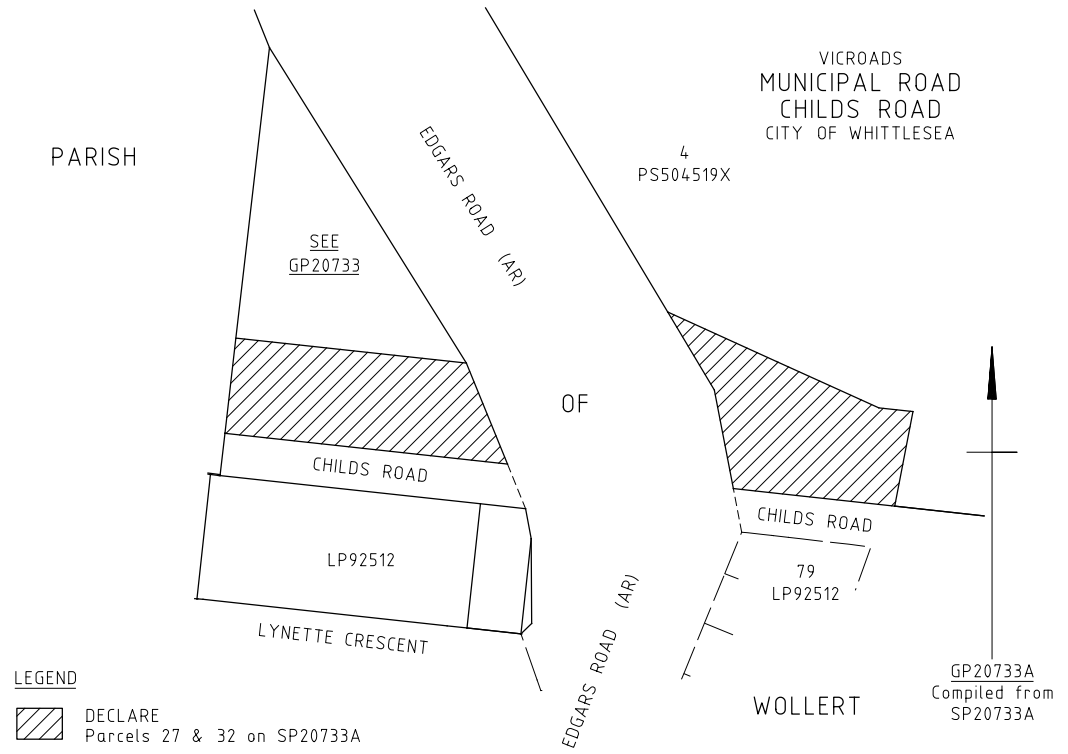 VICROADS
MUNICIPAL ROAD
CHILDS ROAD
CITY OF WHITTLESEA
PARISH
4
PS504519X
EDGARS ROAD (AR)
SEE
GP20733
OF
CHILDS ROAD
CHILDS ROAD
LP92512
79
LP92512
LYNETTE CRESCENT
EDGARS ROAD (AR)
WOLLERT
GP20733A
Compiled from
SP20733A
LEGEND
DECLARE
Parcels 27 & 32 on SP20733A